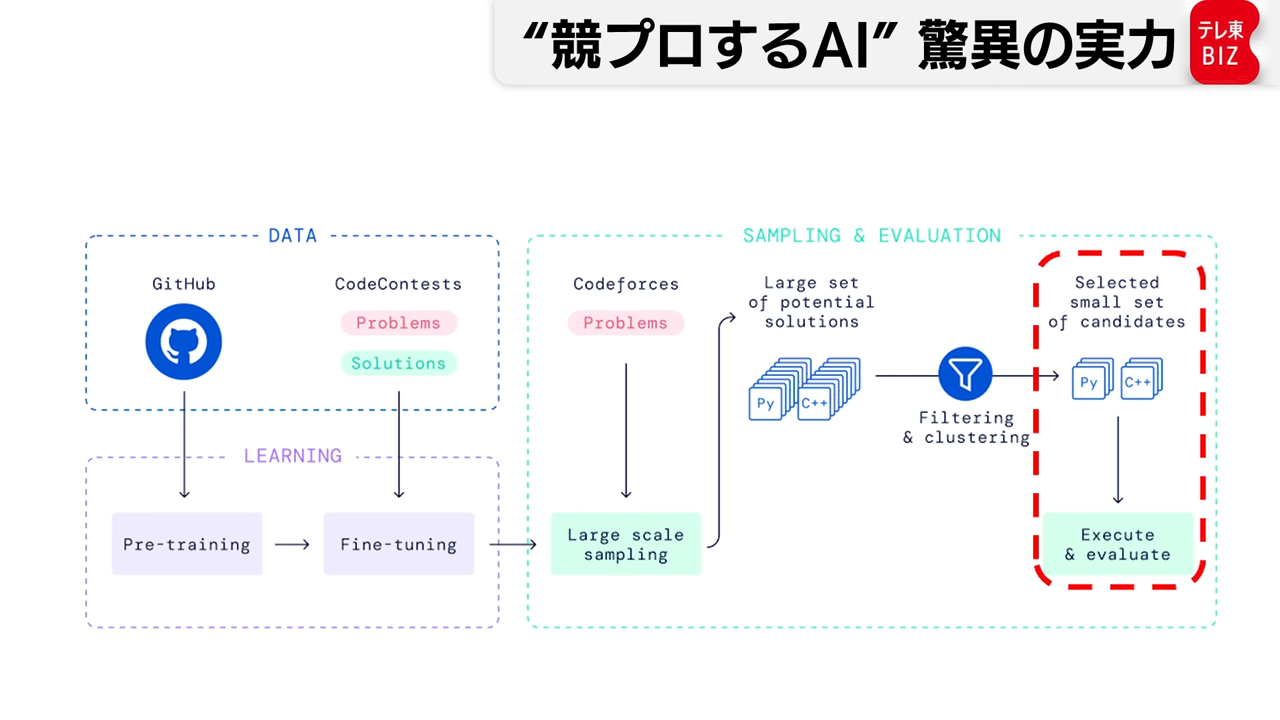 “競プロするAI” 驚異の実力
テレ東
BIZ
DATA
GitHub
CodeContests
Problems
Solutions
LEARNING
Pre-training
Fine-tuning
SAMPLING & EVALUATION
Codeforces
Problems
Large scale
sampling
Large set
of potential
solutions
Py
C++
Filtering
& clustering
Selected
small set
of candidates
Py
C++
Execute
& evaluate